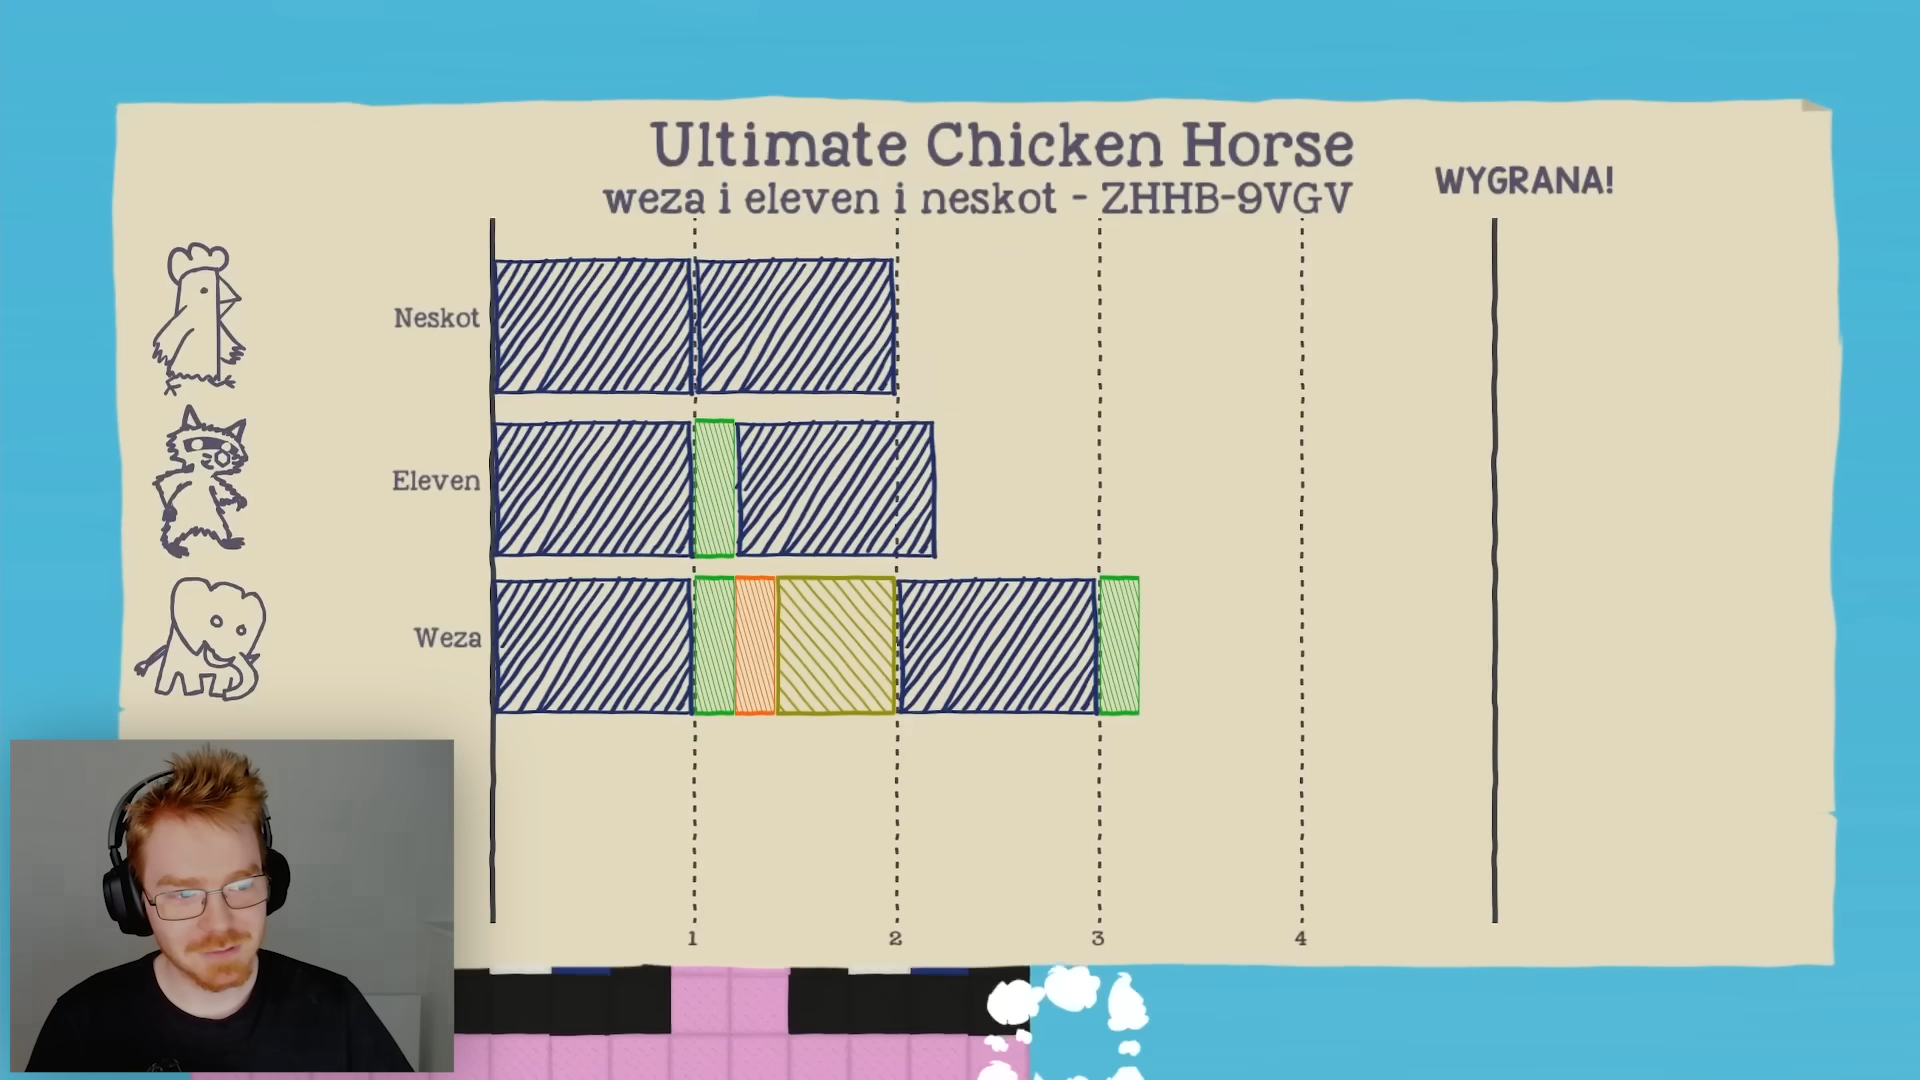 Ultimate Chicken Horse
weza i eleven i neskot - ZHHB-9VGV
WYGRANA!
Neskot
Eleven
Weza
1 2 3 4